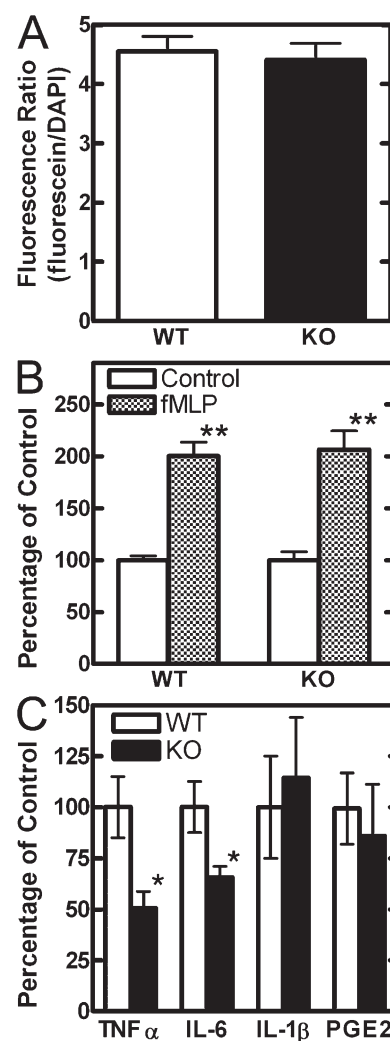 A
Fluorescence Ratio
(fluorescein/DAPI)
5
4
3
2
1
0
WT KO
B
Percentage of Control
Control
fMLP
250
200
150
100
50
0
** **
WT KO
C
Percentage of Control
WT
KO
150
125
100
75
50
25
0
* *
TNFα IL-6 IL-1β PGE2